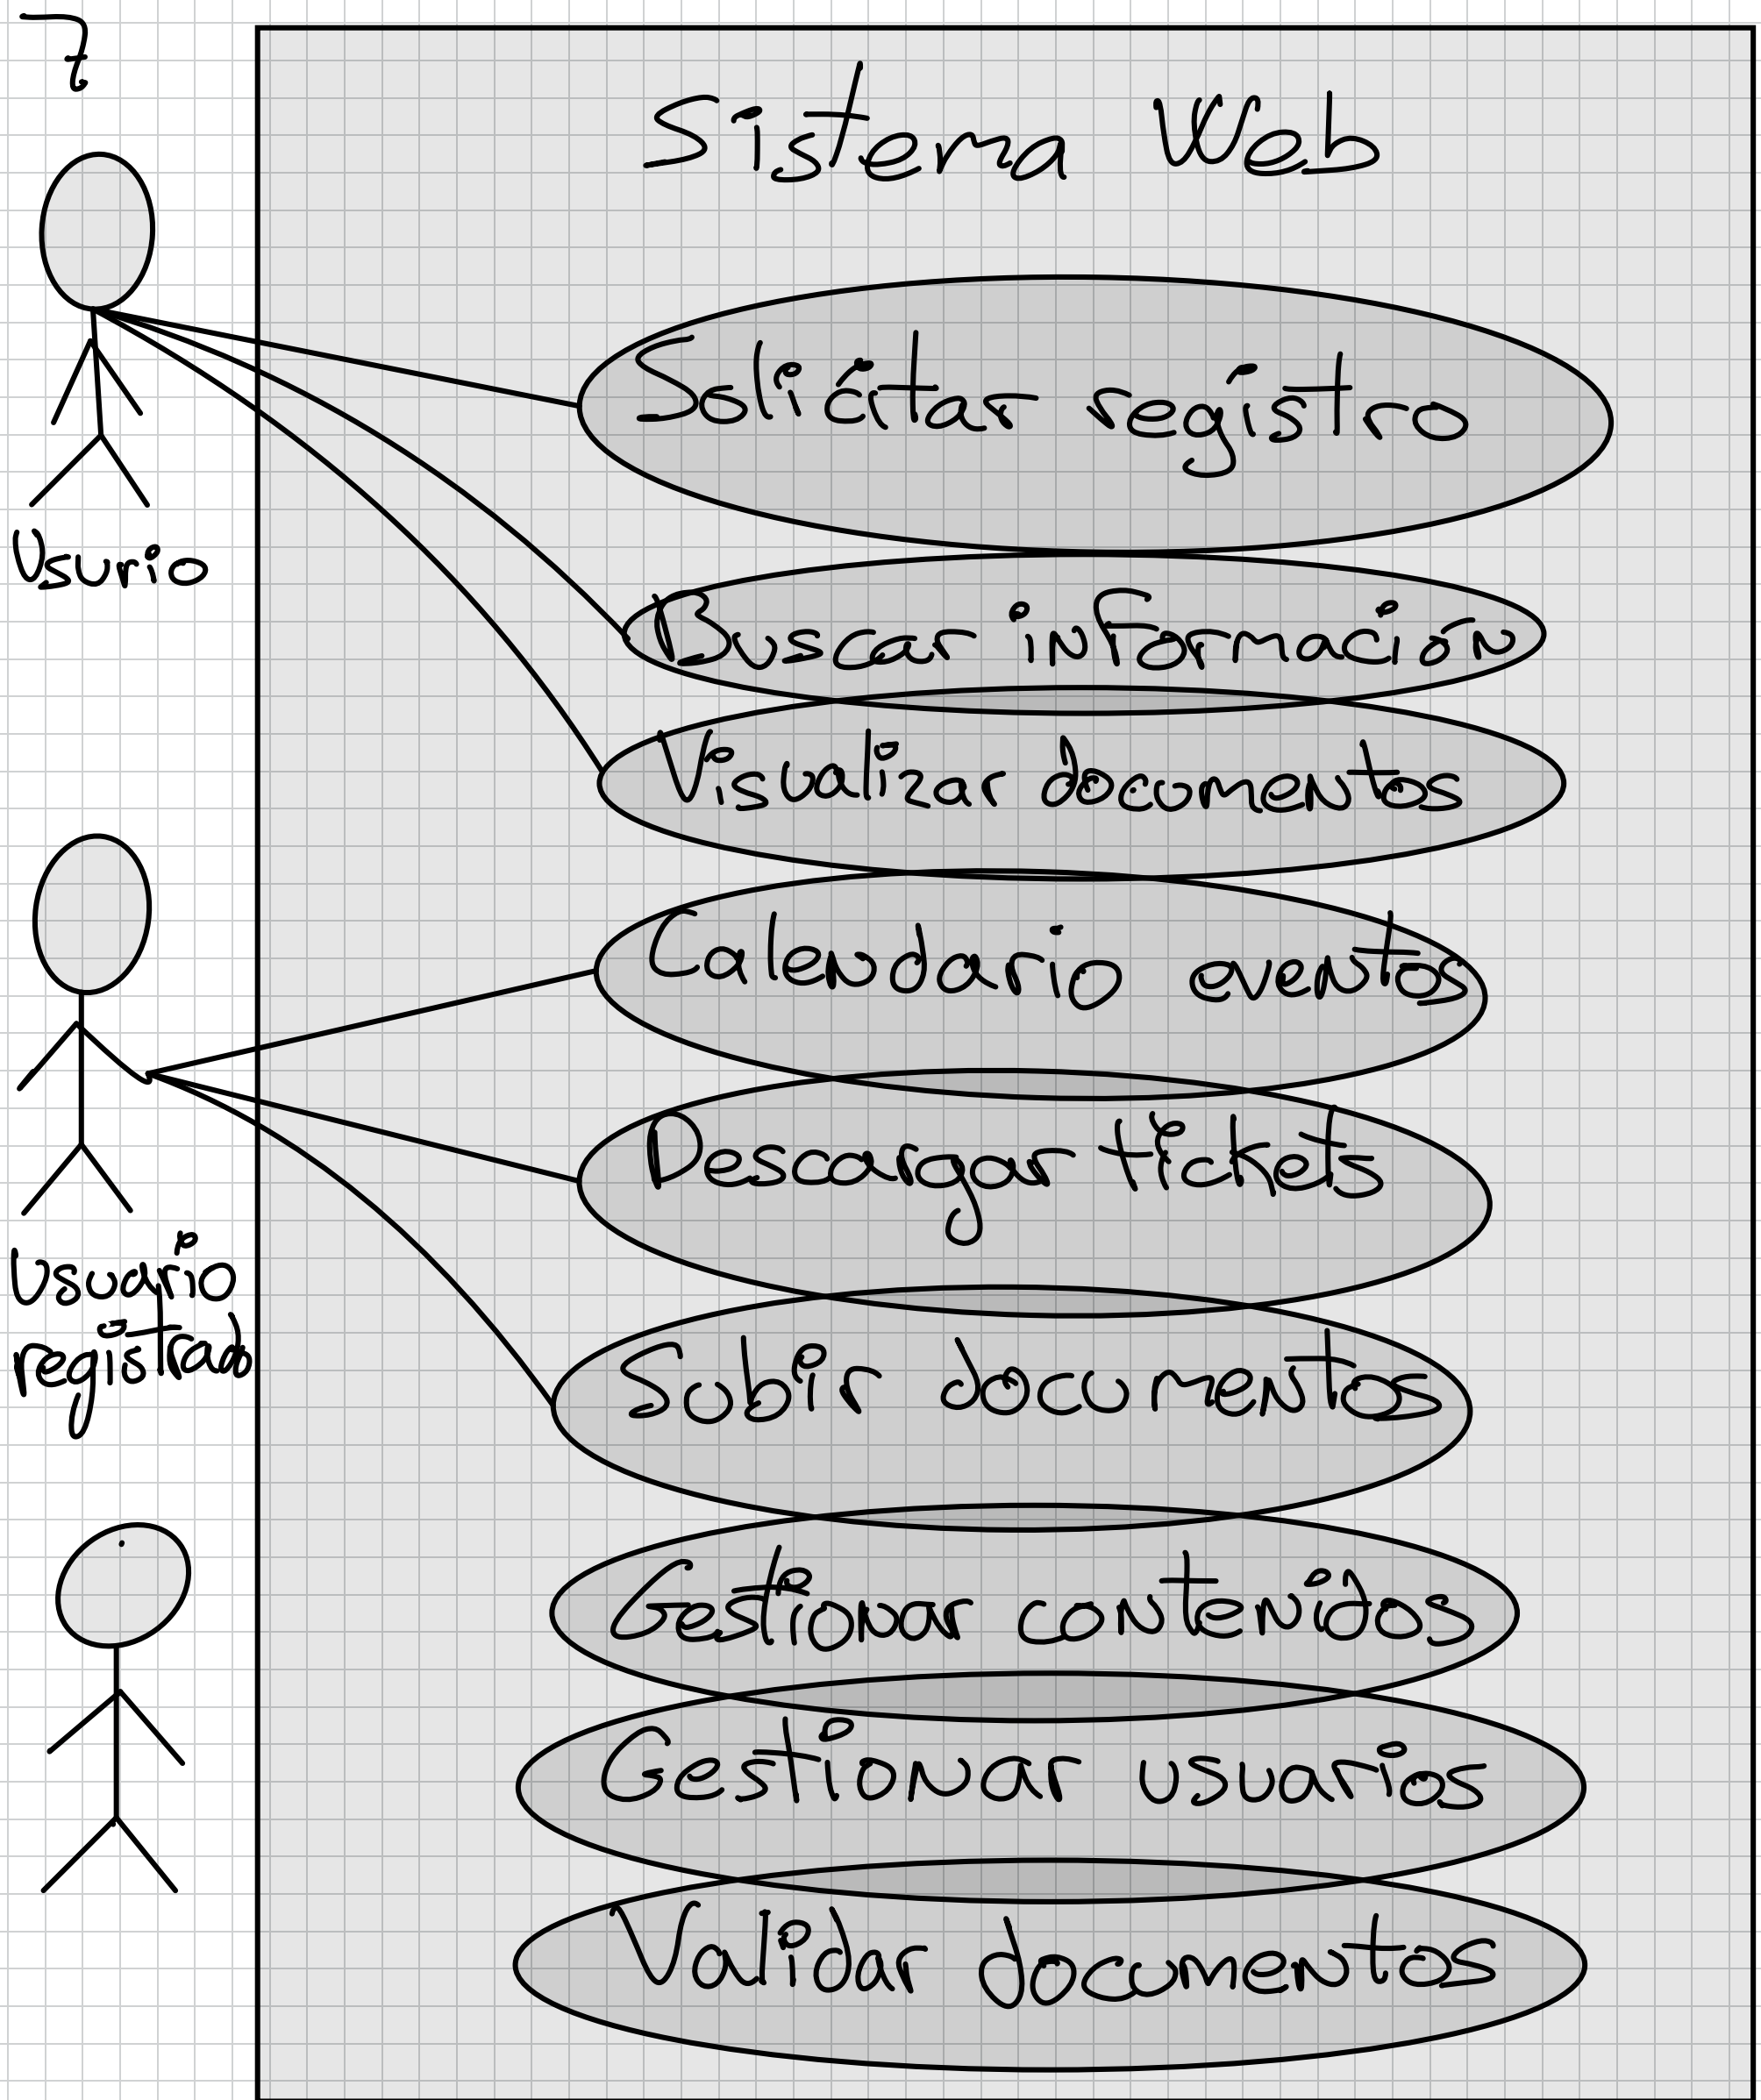 7
Sistema Web
Solicitar registro
Usurio
Buscar información
Visualizar documentos
Calendario eventos
Descargar tickets
Usuario
registrado
Subir documentos
Gestionar contenidos
Gestionar usuarios
Validar documentos